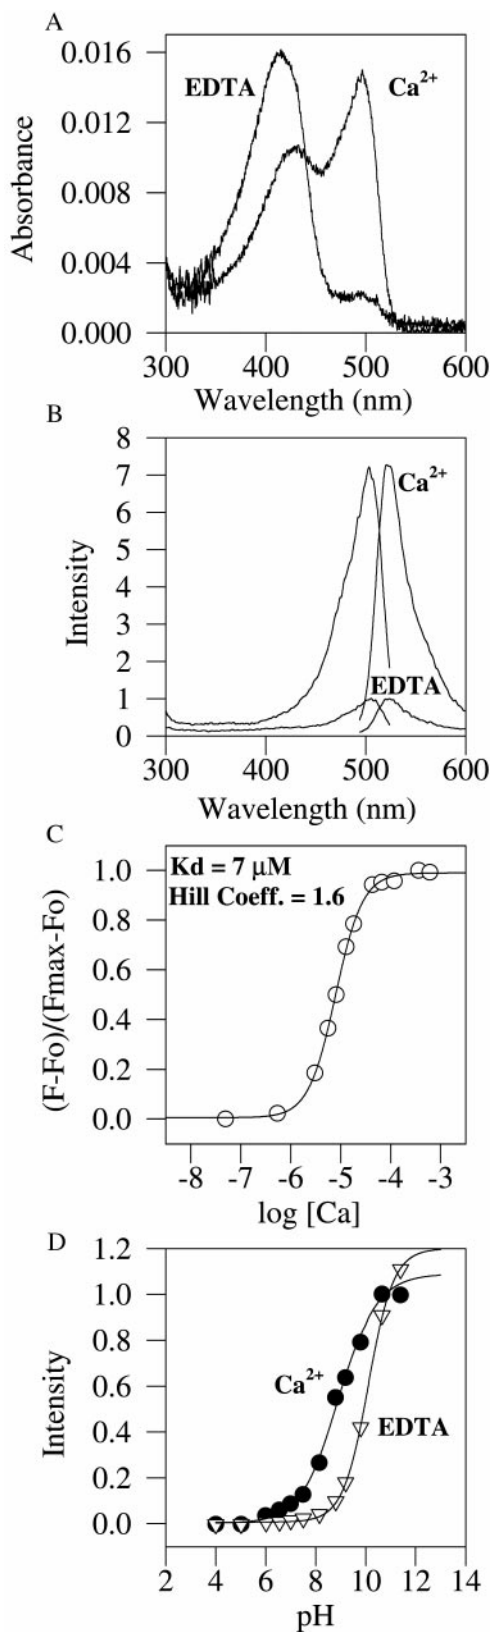 A
0.016
EDTA
Ca²⁺
0.012
0.008
0.004
0.000
Absorbance
300 400 500 600
Wavelength (nm)
B
8
7
Ca²⁺
6
5
4
3
2
EDTA
1
0
Intensity
300 400 500 600
Wavelength (nm)
C
Kd = 7 μM
1.0
Hill Coeff. = 1.6
0.8
0.6
0.4
0.2
0.0
(F-Fo)/(Fmax-Fo)
-8 -7 -6 -5 -4 -3
log [Ca]
D
1.2
1.0
0.8
Ca²⁺
0.6
EDTA
0.4
0.2
0.0
Intensity
2 4 6 8 10 12 14
pH